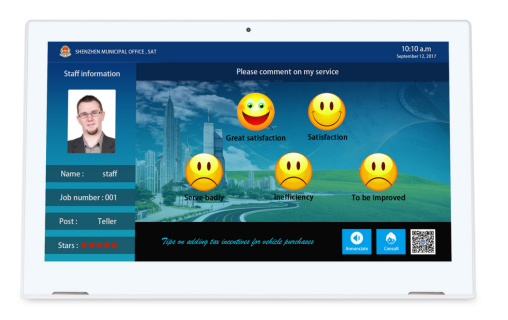 SHENZHEN MUNICIPAL OFFICE . SAT
10:10 a.m
September 12, 2017
Staff information
Please comment on my service
Great satisfaction
Satisfaction
Serve badly
Inefficiency
To be improved
Name : staff
Job number : 001
Post : Teller
Stars :
Tips on adding tax incentives for vehicle purchases
Annunciate
Consult